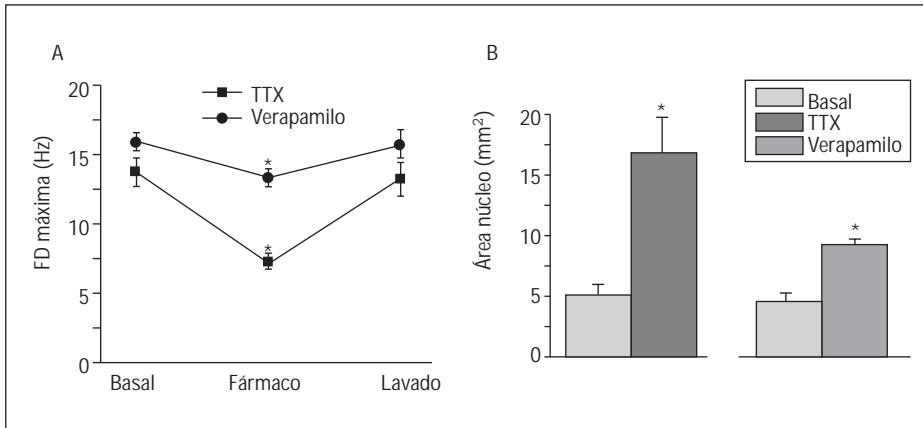 A
20
15
10
5
0
FD máxima (Hz)
TTX
Verapamilo
*
*
Basal
Fármaco
Lavado
B
20
15
10
5
0
Área núcleo (mm²)
*
*
Basal
TTX
Verapamilo